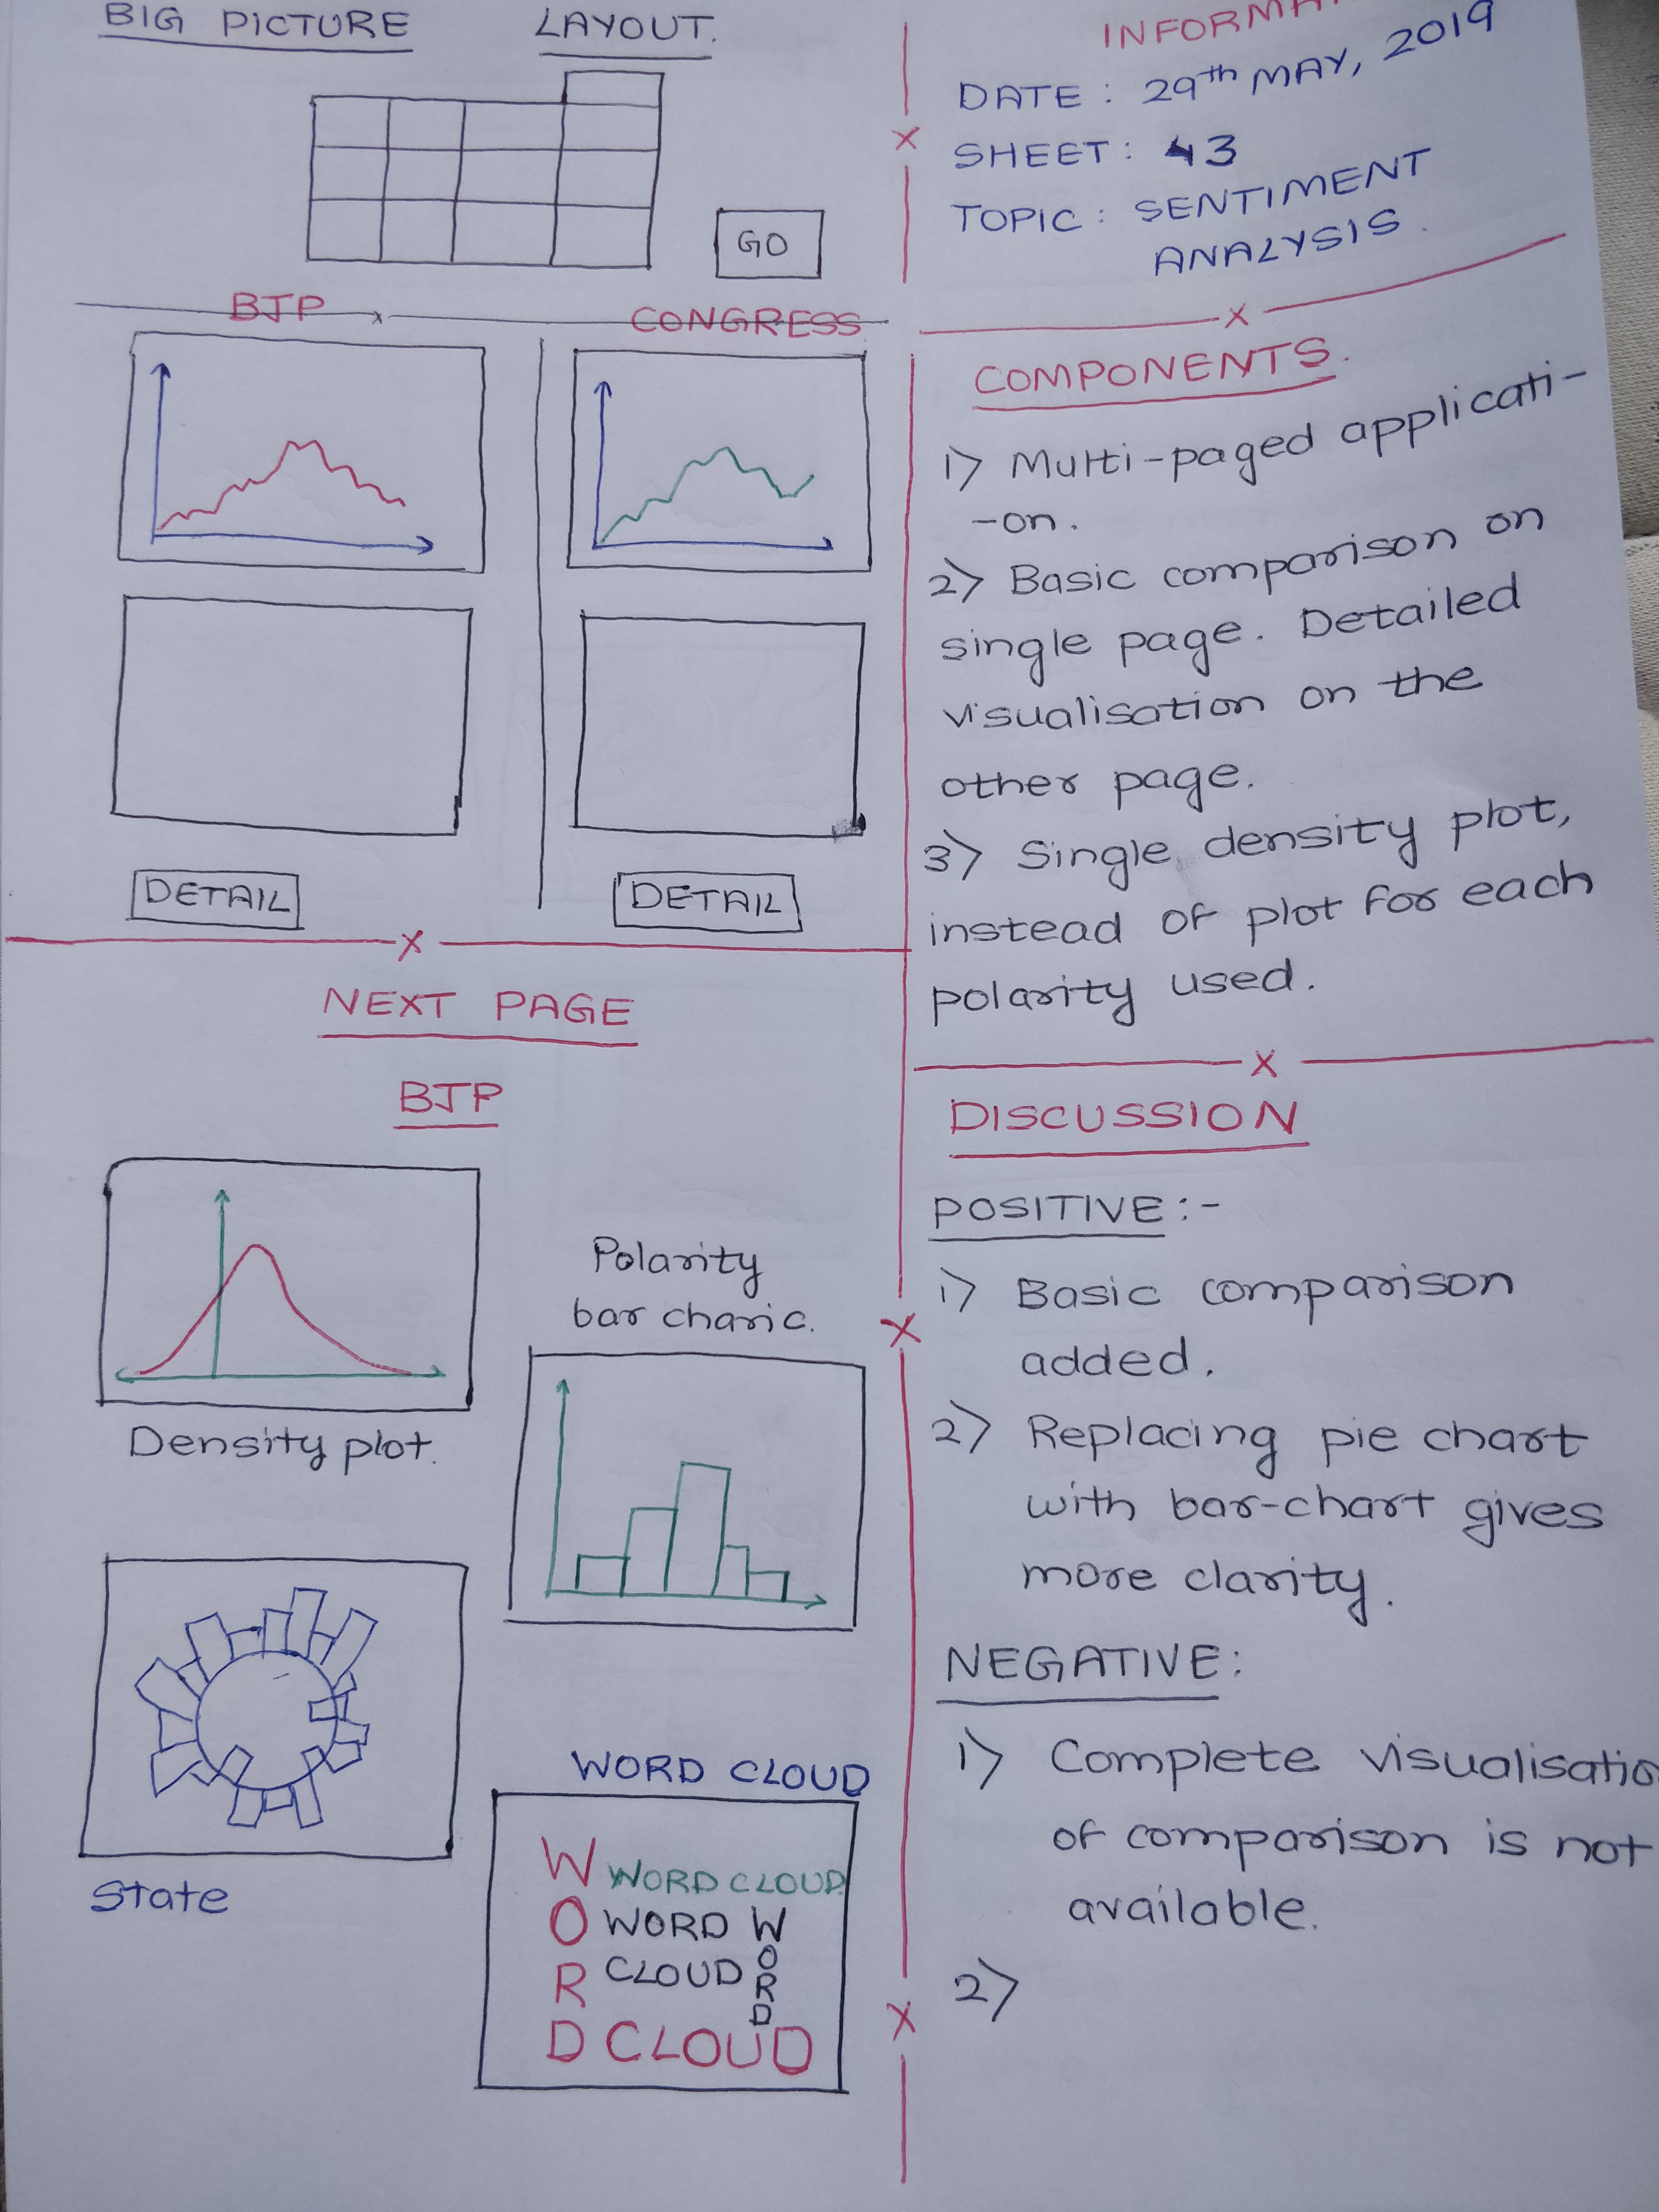 BIG PICTURE LAYOUT.
GO
BJP
CONGRESS
DETAIL
DETAIL
NEXT PAGE
BJP
Density plot.
Polarity
bar charic.
State
WORD CLOUD
WORD
WORD CLOUD
WORD
CLOUD
WORD
CLOUD
DATE: 29th MAY, 2019
SHEET: 43
TOPIC: SENTIMENT
ANALYSIS.
COMPONENTS.
1) Multi-paged applicati-
-on.
2) Basic comparison on
single page. Detailed
visualisation on the
other page.
3) Single density plot,
instead of plot for each
polarity used.
DISCUSSION
POSITIVE:-
1) Basic comparison
added.
2) Replacing pie chart
with bar-chart gives
more clarity.
NEGATIVE:
1) Complete visualisatio
of comparison is not
available.
2)